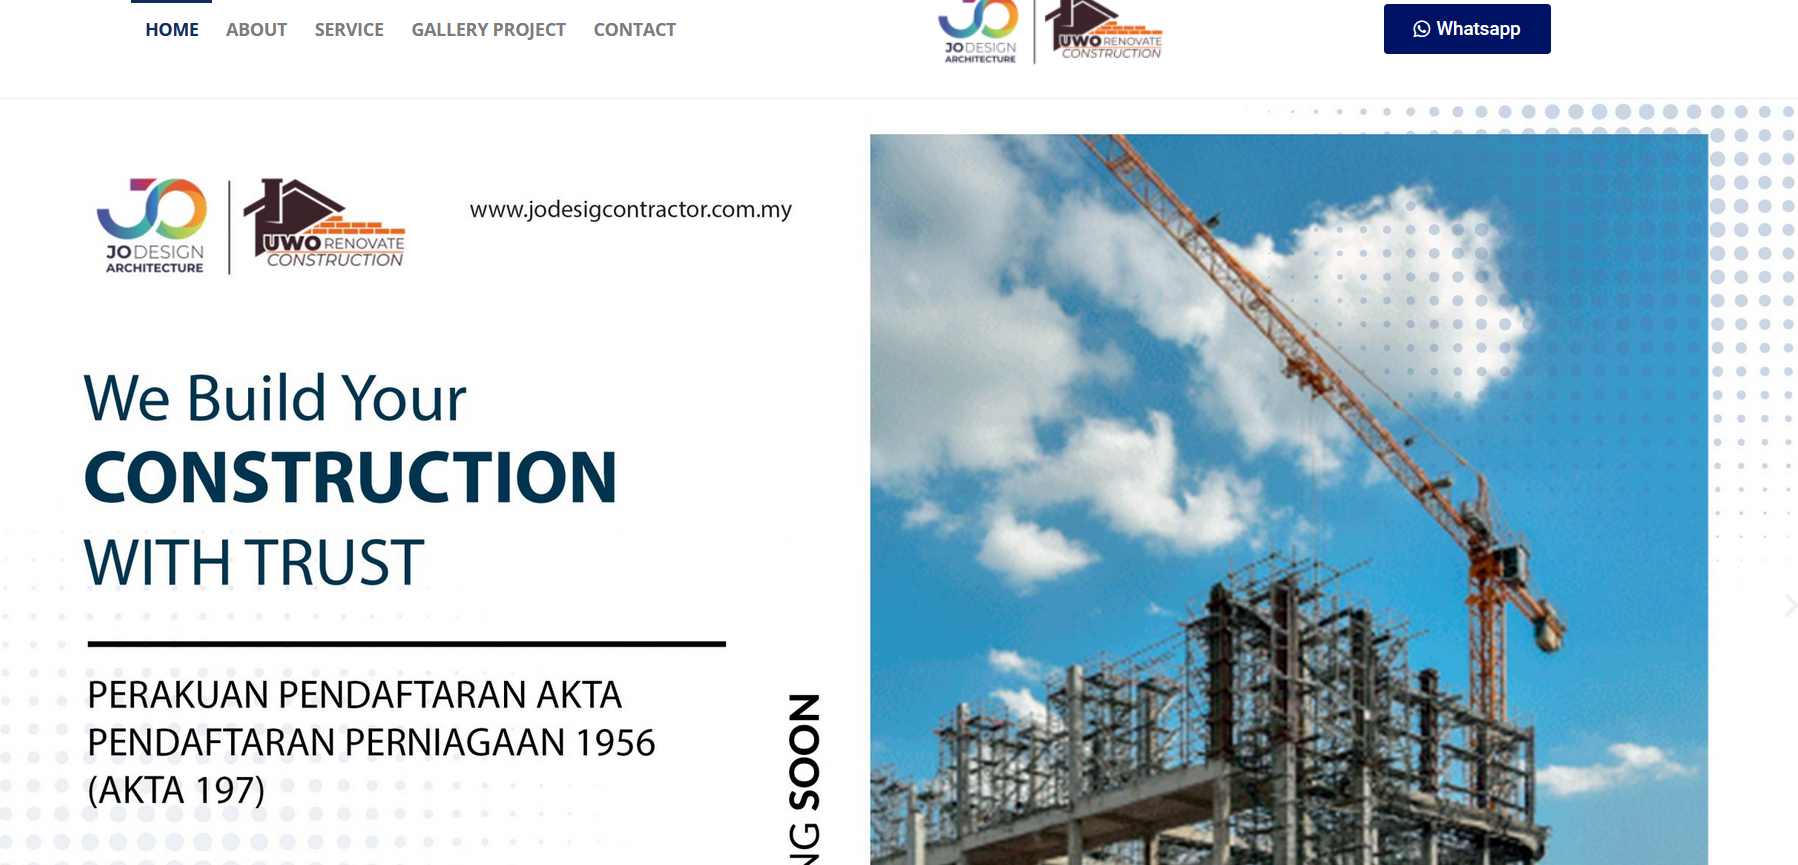 HOME ABOUT SERVICE GALLERY PROJECT CONTACT
JO DESIGN
ARCHITECTURE
UWO RENOVATE
CONSTRUCTION
Whatsapp
JO DESIGN
ARCHITECTURE
UWO RENOVATE
CONSTRUCTION
www.jodesigcontractor.com.my
We Build Your
CONSTRUCTION
WITH TRUST
PERAKUAN PENDAFTARAN AKTA
PENDAFTARAN PERNIAGAAN 1956
(AKTA 197)
SOON